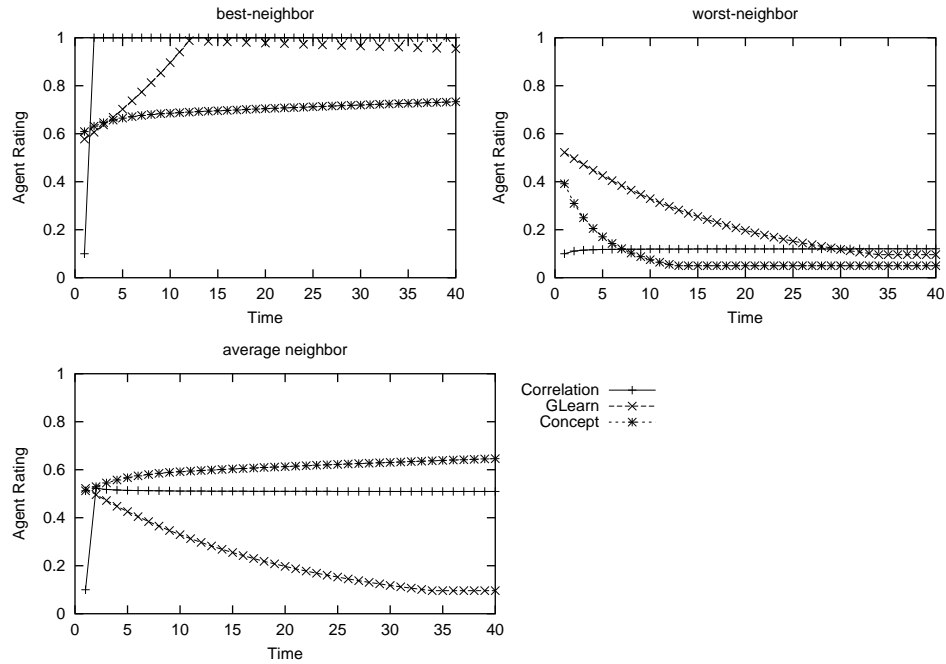 best-neighbor
1
0.8
0.6
0.4
0.2
0
Agent Rating
0 5 10 15 20 25 30 35 40
Time
worst-neighbor
1
0.8
0.6
0.4
0.2
0
Agent Rating
0 5 10 15 20 25 30 35 40
Time
average neighbor
1
0.8
0.6
0.4
0.2
0
Agent Rating
0 5 10 15 20 25 30 35 40
Time
Correlation
GLearn
Concept